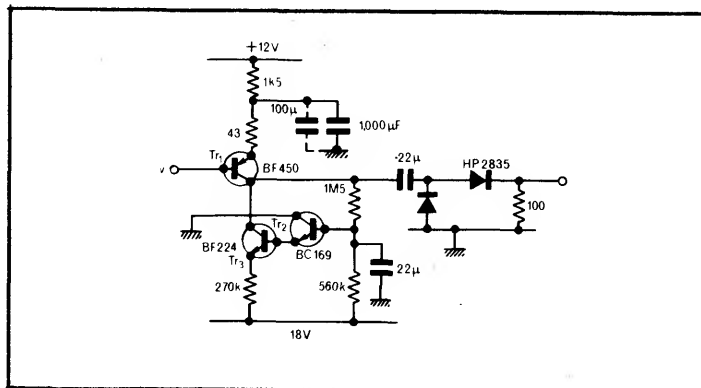 +12V
1k5
100μ
1,000μF
43
Tr₁
v
BF450
·22μ
HP2835
1M5
100
Tr₂
BF224
BC169
Tr₃
22μ
270k
560k
18V